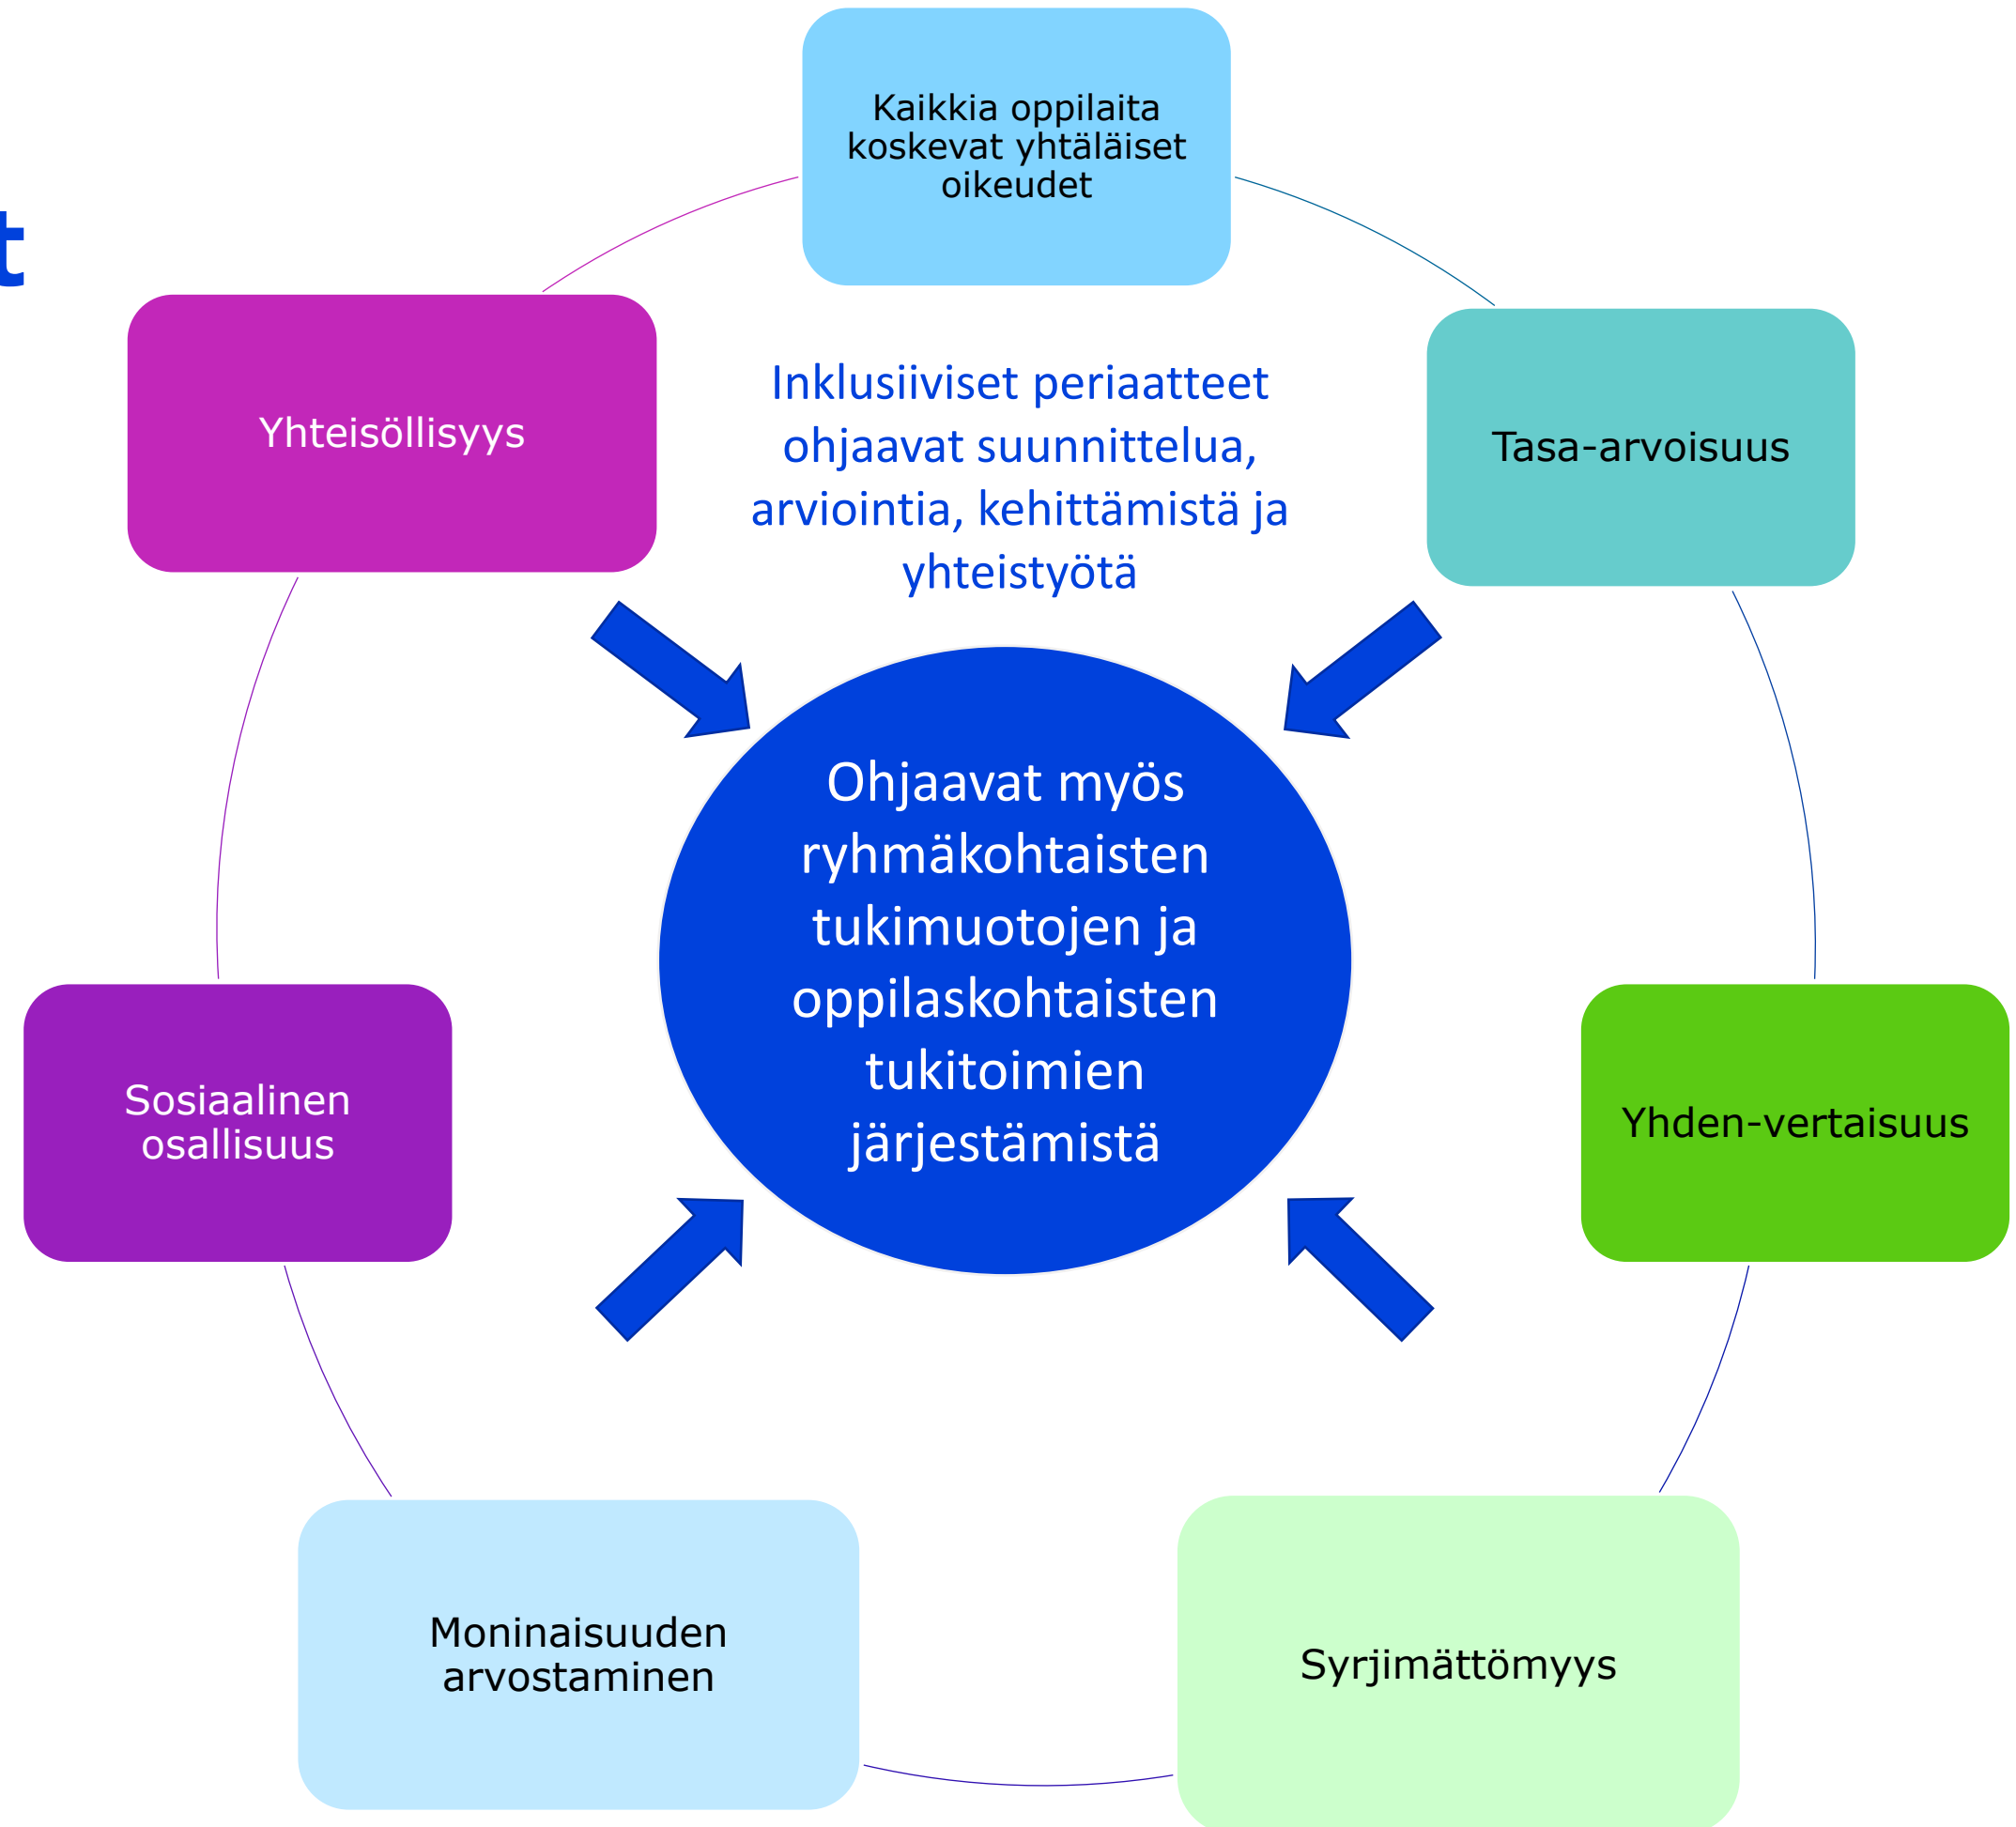 Kaikkia oppilaita
koskevat yhtäläiset
oikeudet
t
Yhteisöllisyys
Inklusiiviset periaatteet
ohjaavat suunnittelua,
arviointia, kehittämistä ja
yhteistyötä
Tasa-arvoisuus
Ohjaavat myös
ryhmäkohtaisten
tukimuotojen ja
oppilaskohtaisten
tukitoimien
järjestämistä
Sosiaalinen
osallisuus
Yhden-vertaisuus
Moninaisuuden
arvostaminen
Syrjimättömyys